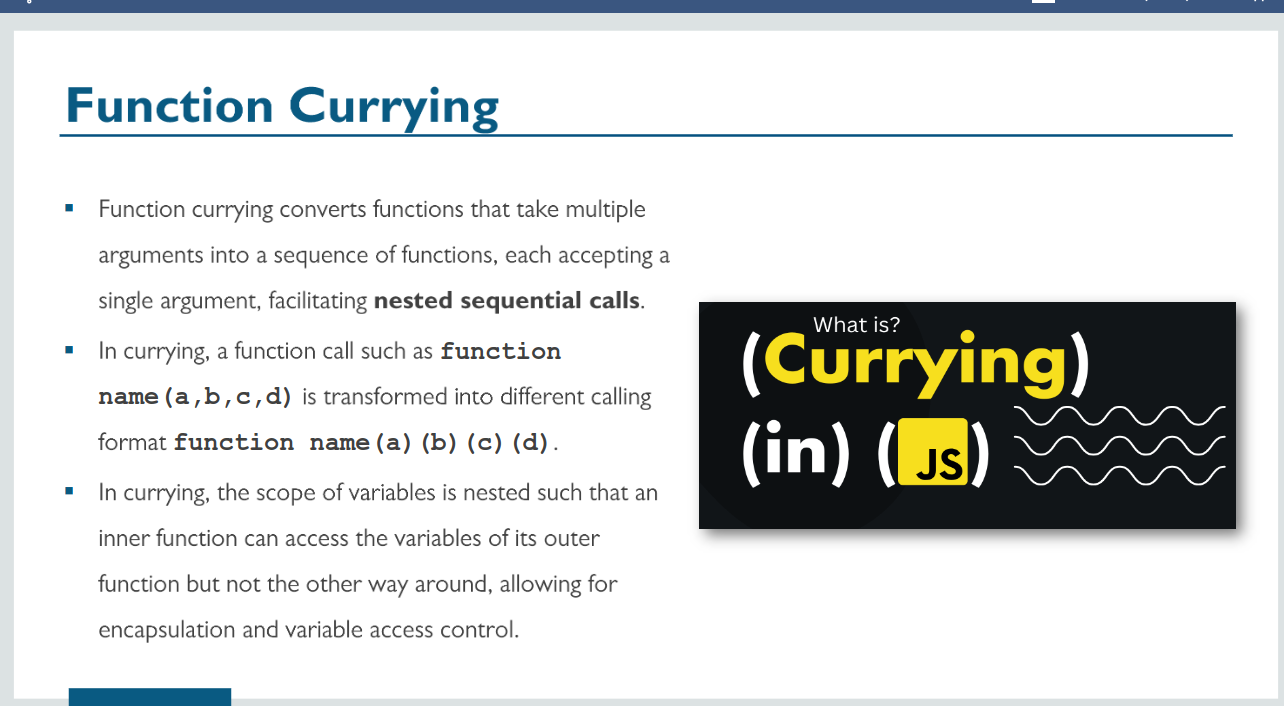 Function Currying
Function currying converts functions that take multiple
arguments into a sequence of functions, each accepting a
single argument, facilitating nested sequential calls.
In currying, a function call such as function
name(a,b,c,d) is transformed into different calling
format function name(a)(b)(c)(d).
In currying, the scope of variables is nested such that an
inner function can access the variables of its outer
function but not the other way around, allowing for
encapsulation and variable access control.
What is?
(Currying)
(in) (JS)